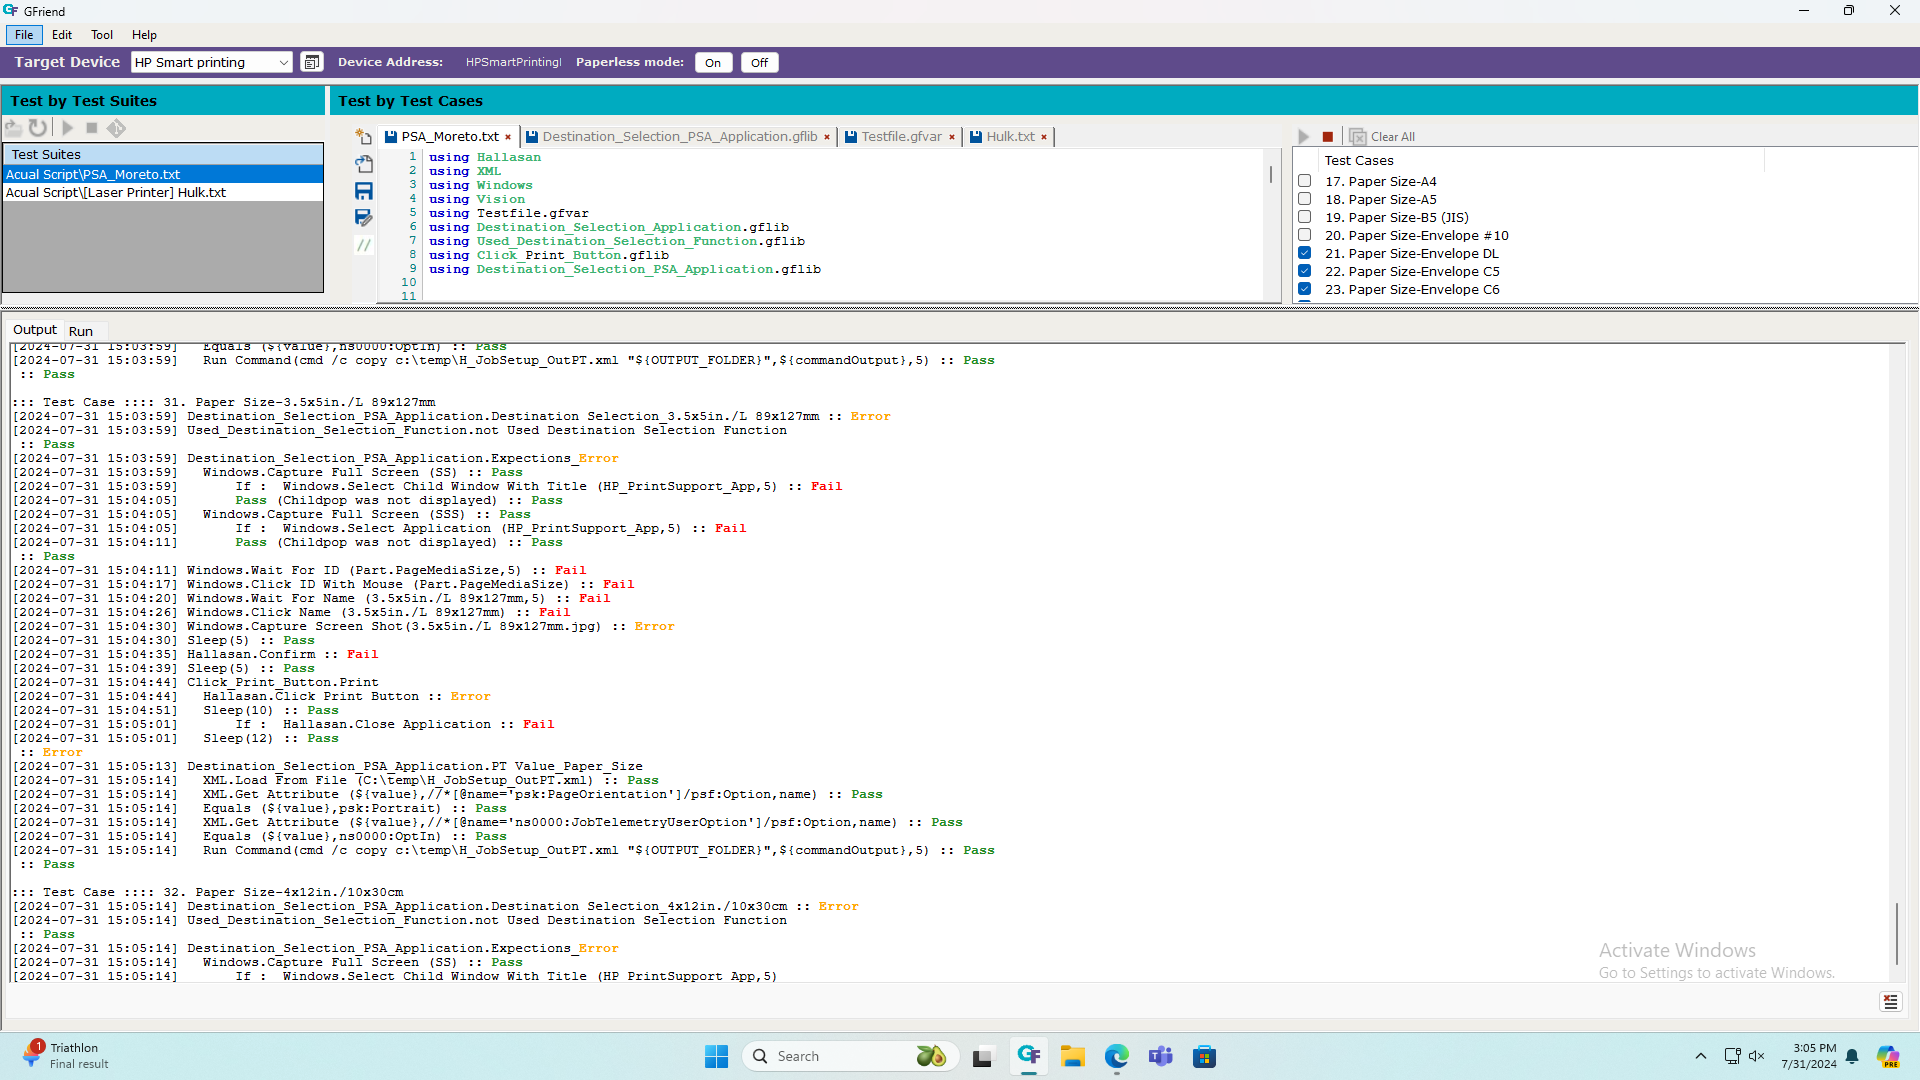 GFriend
File Edit Tool Help
Target Device HP Smart printing Device Address: HPSmartPrintingI Paperless mode: On Off
Test by Test Suites
Test by Test Cases
Test Suites
Acual Script\PSA_Moreto.txt
Acual Script\[Laser Printer] Hulk.txt
PSA_Moreto.txt × Destination_Selection_PSA_Application.gflib × Testfile.gfvar × Hulk.txt ×
1 using Hallasan
2 using XML
3 using Windows
4 using Vision
5 using Testfile.gfvar
6 using Destination_Selection_Application.gflib
7 using Used_Destination_Selection_Function.gflib
8 using Click_Print_Button.gflib
9 using Destination_Selection_PSA_Application.gflib
10
11
Clear All
Test Cases
17. Paper Size-A4
18. Paper Size-A5
19. Paper Size-B5 (JIS)
20. Paper Size-Envelope #10
21. Paper Size-Envelope DL
22. Paper Size-Envelope C5
23. Paper Size-Envelope C6
Output Run
[2024-07-31 15:03:59] Equals (${value},ns0000:OptIn) :: Pass
[2024-07-31 15:03:59] Run Command(cmd /c copy c:\temp\H_JobSetup_OutPT.xml "${OUTPUT_FOLDER}",${commandOutput},5) :: Pass
:: Pass
::: Test Case :::: 31. Paper Size-3.5x5in./L 89x127mm
[2024-07-31 15:03:59] Destination_Selection_PSA_Application.Destination Selection_3.5x5in./L 89x127mm :: Error
[2024-07-31 15:03:59] Used_Destination_Selection_Function.not Used Destination Selection Function
:: Pass
[2024-07-31 15:03:59] Destination_Selection_PSA_Application.Expections_Error
[2024-07-31 15:03:59] Windows.Capture Full Screen (SS) :: Pass
[2024-07-31 15:03:59] If : Windows.Select Child Window With Title (HP_PrintSupport_App,5) :: Fail
[2024-07-31 15:04:05] Pass (Childpop was not displayed) :: Pass
[2024-07-31 15:04:05] Windows.Capture Full Screen (SSS) :: Pass
[2024-07-31 15:04:05] If : Windows.Select Application (HP_PrintSupport_App,5) :: Fail
[2024-07-31 15:04:11] Pass (Childpop was not displayed) :: Pass
:: Pass
[2024-07-31 15:04:11] Windows.Wait For ID (Part.PageMediaSize,5) :: Fail
[2024-07-31 15:04:17] Windows.Click ID With Mouse (Part.PageMediaSize) :: Fail
[2024-07-31 15:04:20] Windows.Wait For Name (3.5x5in./L 89x127mm,5) :: Fail
[2024-07-31 15:04:26] Windows.Click Name (3.5x5in./L 89x127mm) :: Fail
[2024-07-31 15:04:30] Windows.Capture Screen Shot(3.5x5in./L 89x127mm.jpg) :: Error
[2024-07-31 15:04:30] Sleep(5) :: Pass
[2024-07-31 15:04:35] Hallasan.Confirm :: Fail
[2024-07-31 15:04:39] Sleep(5) :: Pass
[2024-07-31 15:04:44] Click_Print_Button.Print
[2024-07-31 15:04:44] Hallasan.Click Print Button :: Error
[2024-07-31 15:04:51] Sleep(10) :: Pass
[2024-07-31 15:05:01] If : Hallasan.Close Application :: Fail
[2024-07-31 15:05:01] Sleep(12) :: Pass
:: Error
[2024-07-31 15:05:13] Destination_Selection_PSA_Application.PT Value_Paper_Size
[2024-07-31 15:05:14] XML.Load From File (C:\temp\H_JobSetup_OutPT.xml) :: Pass
[2024-07-31 15:05:14] XML.Get Attribute (${value},//*[@name='psk:PageOrientation']/psf:Option,name) :: Pass
[2024-07-31 15:05:14] Equals (${value},psk:Portrait) :: Pass
[2024-07-31 15:05:14] XML.Get Attribute (${value},//*[@name='ns0000:JobTelemetryUserOption']/psf:Option,name) :: Pass
[2024-07-31 15:05:14] Equals (${value},ns0000:OptIn) :: Pass
[2024-07-31 15:05:14] Run Command(cmd /c copy c:\temp\H_JobSetup_OutPT.xml "${OUTPUT_FOLDER}",${commandOutput},5) :: Pass
:: Pass
::: Test Case :::: 32. Paper Size-4x12in./10x30cm
[2024-07-31 15:05:14] Destination_Selection_PSA_Application.Destination Selection_4x12in./10x30cm :: Error
[2024-07-31 15:05:14] Used_Destination_Selection_Function.not Used Destination Selection Function
:: Pass
[2024-07-31 15:05:14] Destination_Selection_PSA_Application.Expections_Error
[2024-07-31 15:05:14] Windows.Capture Full Screen (SS) :: Pass
[2024-07-31 15:05:14] If : Windows.Select Child Window With Title (HP_PrintSupport_App,5)
Activate Windows
Go to Settings to activate Windows.
1 Triathlon
Final result
Search
3:05 PM
7/31/2024
PRE